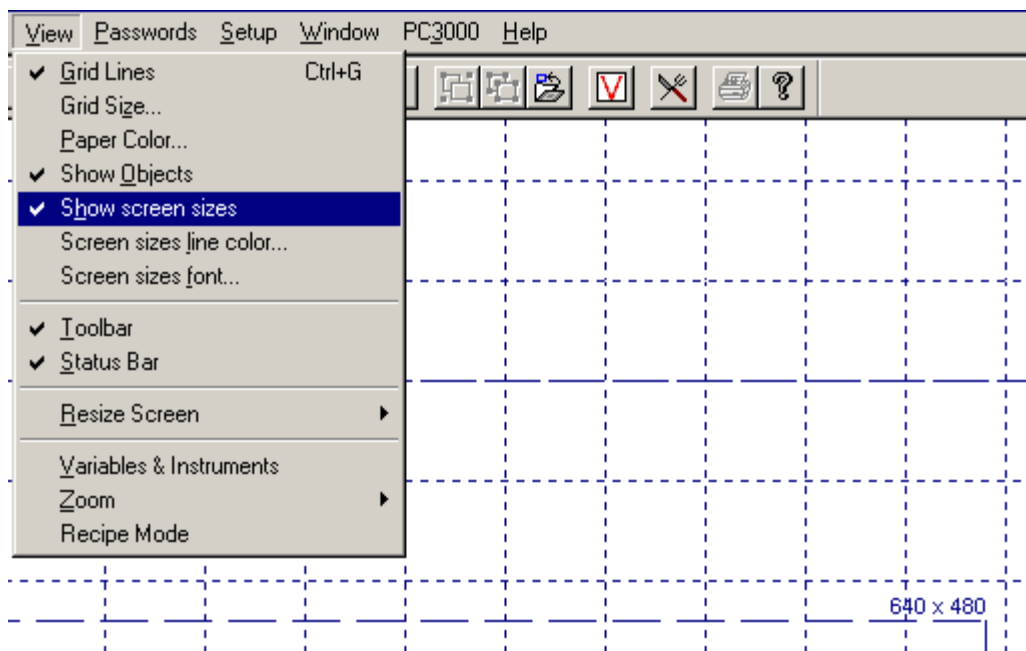 View Passwords Setup Window PC3000 Help
Grid Lines Ctrl+G
Grid Size...
Paper Color...
Show Objects
Show screen sizes
Screen sizes line color...
Screen sizes font...
Toolbar
Status Bar
Resize Screen
Variables & Instruments
Zoom
Recipe Mode
V ?
640 x 480